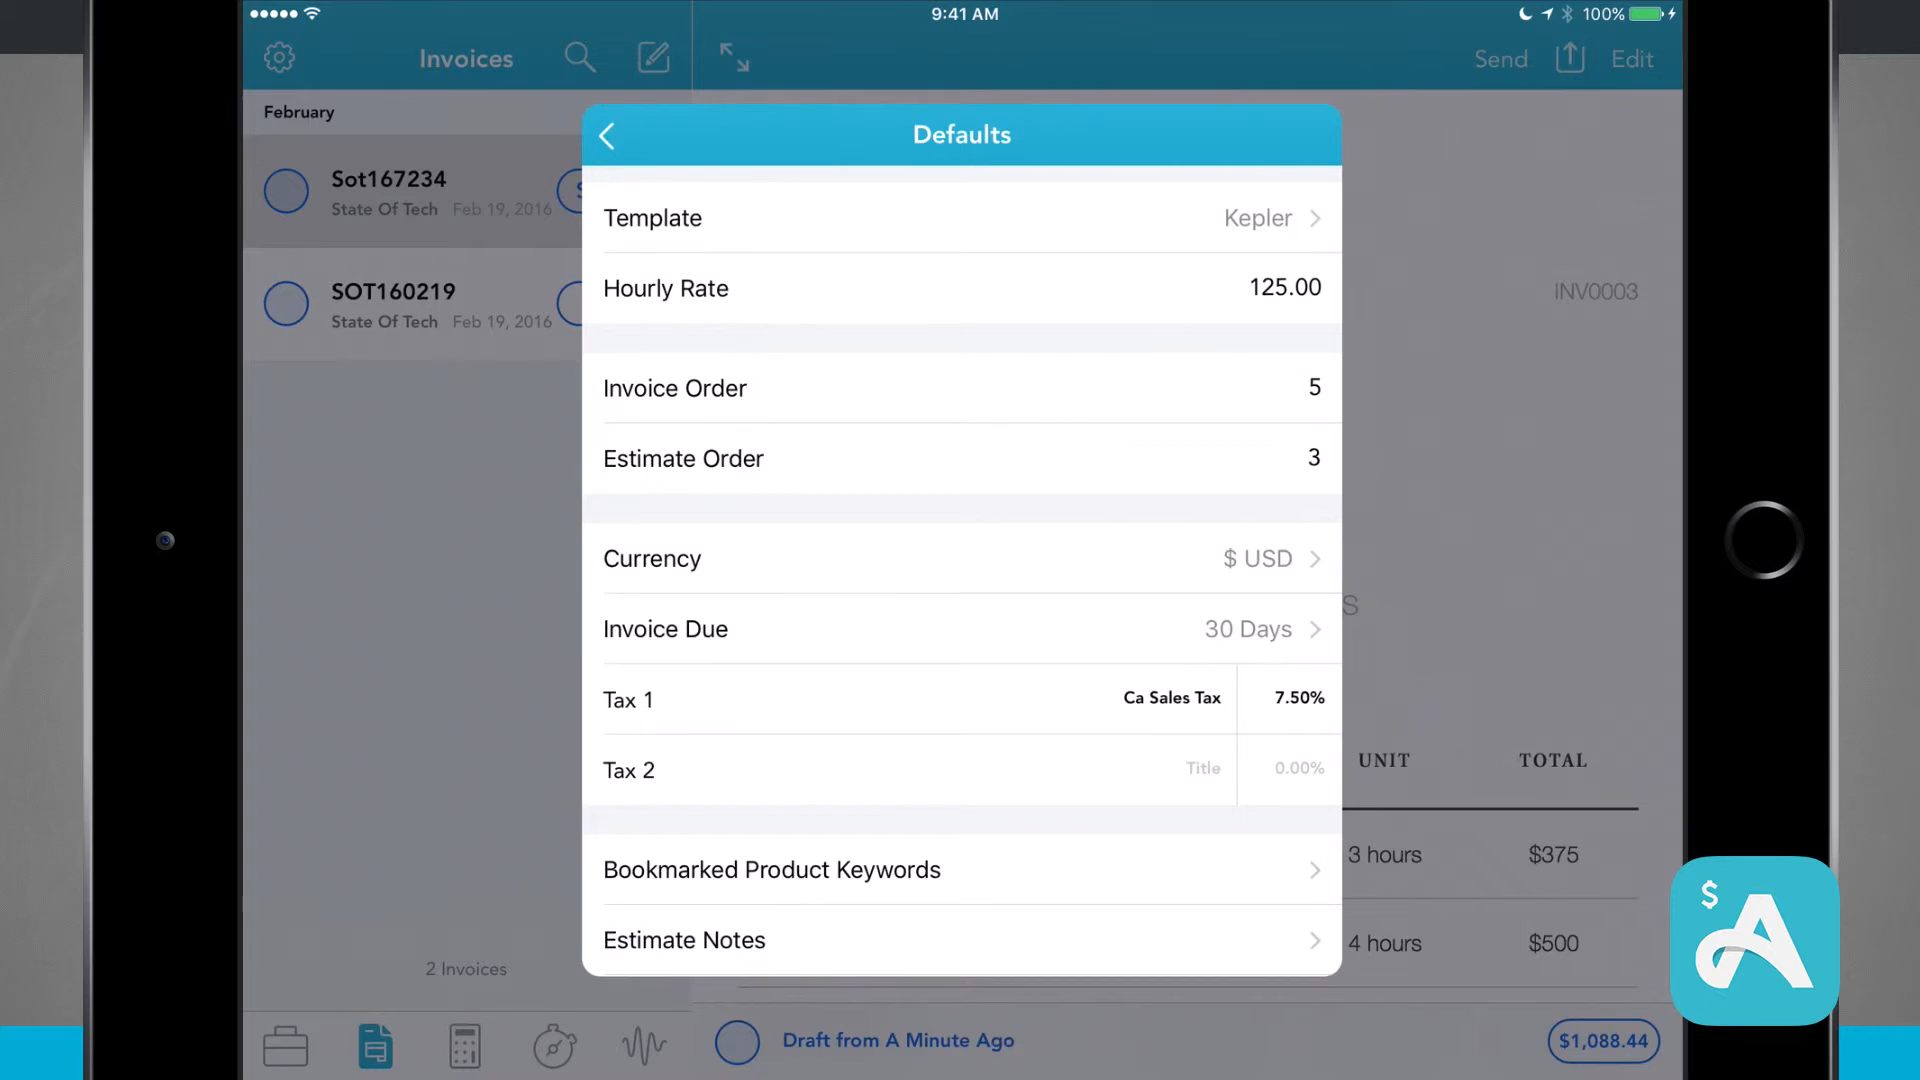 9:41 AM
100%
Invoices
Send
Edit
February
Defaults
Sot167234
State Of Tech Feb 19, 2016
SOT160219
State Of Tech Feb 19, 2016
Template Kepler
Hourly Rate 125.00
INV0003
Invoice Order 5
Estimate Order 3
Currency $ USD
Invoice Due 30 Days
Tax 1 Ca Sales Tax 7.50%
Tax 2 Title 0.00%
UNIT TOTAL
Bookmarked Product Keywords
3 hours $375
Estimate Notes
4 hours $500
2 Invoices
Draft from A Minute Ago
$1,088.44
$ A